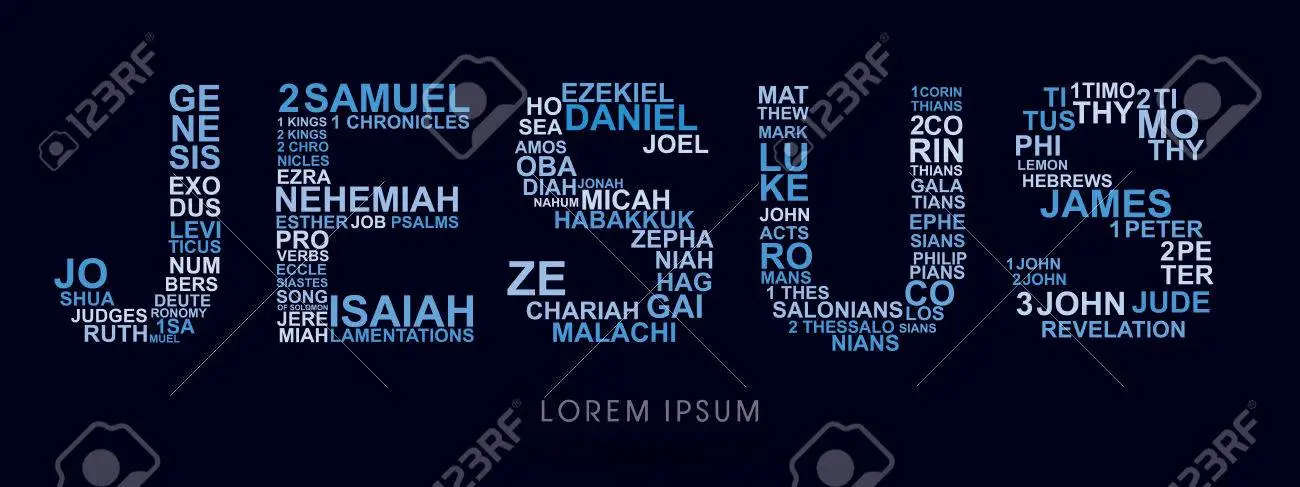 GE
NE
SIS
EXO
DUS
LEVI
TICUS
NUM
BERS
DEUTE
RONOMY
JO
SHUA
JUDGES
RUTH
1SA
MUEL
2 SAMUEL
1 KINGS
1 CHRONICLES
2 KINGS
2 CHRO
NICLES
EZRA
NEHEMIAH
ESTHER JOB PSALMS
PRO
VERBS
ECCLE
SIASTES
SONG
OF SOLOMON
ISAIAH
JERE
MIAH LAMENTATIONS
EZEKIEL
DANIEL
HO
SEA
JOEL
AMOS
OBA
DIAH
JONAH
NAHUM
MICAH
HABAKKUK
ZEPHA
NIAH
HAG
GAI
ZE
CHARIAH
MALACHI
MAT
THEW
MARK
LU
KE
JOHN
ACTS
RO
MANS
1CORIN
THIANS
2CO
RIN
THIANS
GALA
TIANS
EPHE
SIANS
PHILIP
PIANS
CO
LOS
SIANS
1 THES
SALONIANS
2 THESSALO
NIANS
1TIMO
THY
2TI
MO
THY
TI
TUS
PHI
LEMON
HEBREWS
JAMES
1PETER
2PE
TER
1JOHN
2JOHN
3JOHN
JUDE
REVELATION
LOREM IPSUM
123RF
123RF
123RF
123RF
123RF
123RF
123RF